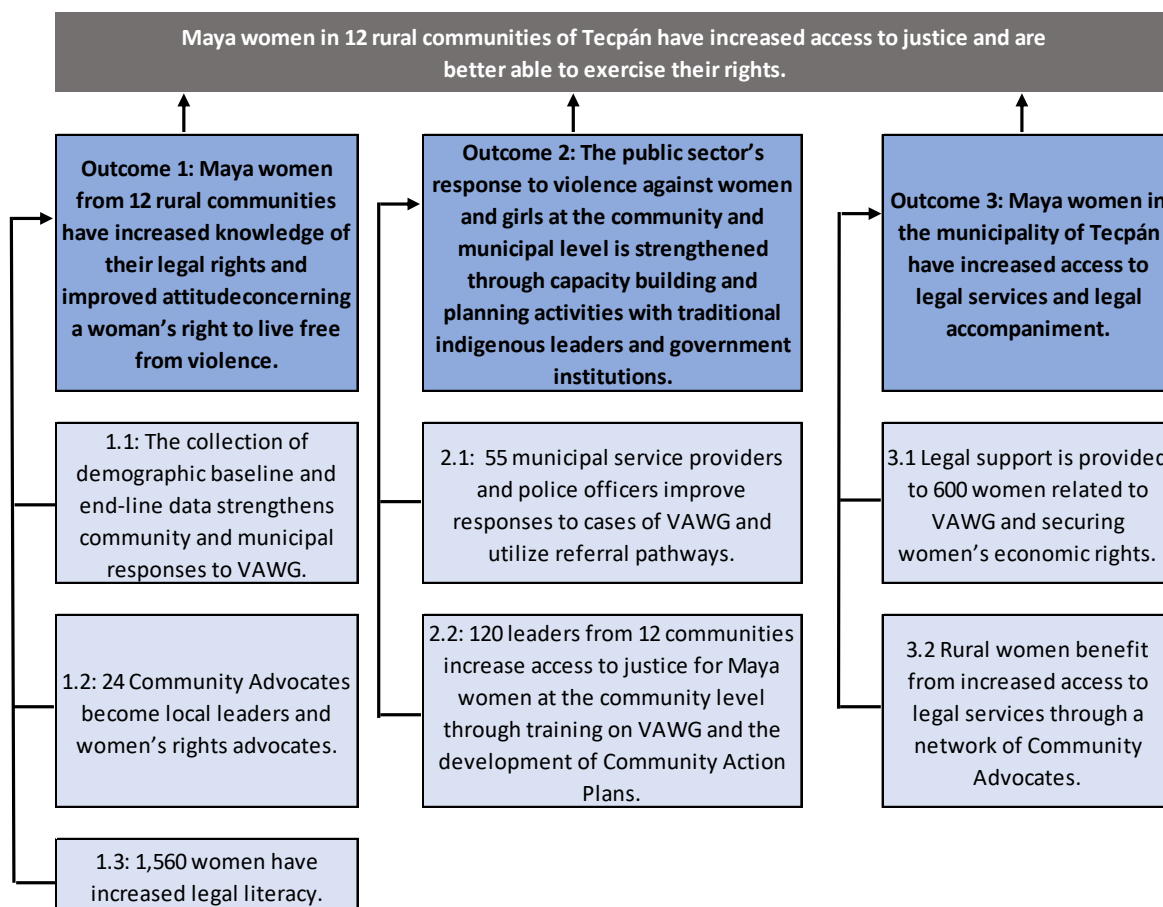 Maya women in 12 rural communities of Tecpán have increased access to justice and are
better able to exercise their rights.
Outcome 1: Maya women
from 12 rural communities
have increased knowledge of
their legal rights and
improved attitudeconcerning
a woman's right to live free
from violence.
1.1: The collection of
demographic baseline and
end-line data strengthens
community and municipal
responses to VAWG.
1.2: 24 Community Advocates
become local leaders and
women's rights advocates.
1.3: 1,560 women have
increased legal literacy.
Outcome 2: The public sector's
response to violence against women
and girls at the community and
municipal level is strengthened
through capacity building and
planning activities with traditional
indigenous leaders and government
institutions.
2.1: 55 municipal service providers
and police officers improve
responses to cases of VAWG and
utilize referral pathways.
2.2: 120 leaders from 12 communities
increase access to justice for Maya
women at the community level
through training on VAWG and the
development of Community Action
Plans.
Outcome 3: Maya women in
the municipality of Tecpán
have increased access to
legal services and legal
accompaniment.
3.1 Legal support is provided
to 600 women related to
VAWG and securing
women's economic rights.
3.2 Rural women benefit
from increased access to
legal services through a
network of Community
Advocates.